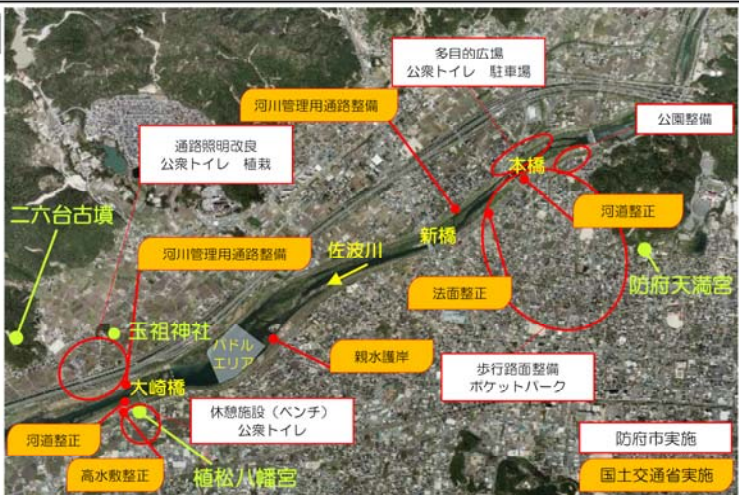 多目的広場
公衆トイレ 駐車場
河川管理用通路整備
公園整備
通路照明改良
公衆トイレ 植栽
本橋
二六台古墳
河道整正
河川管理用通路整備
佐波川
新橋
防府天満宮
法面整正
玉祖神社
パドル
エリア
親水護岸
歩行路面整備
ポケットパーク
大崎橋
休憩施設（ベンチ）
公衆トイレ
河道整正
防府市実施
高水敷整正
植松八幡宮
国土交通省実施